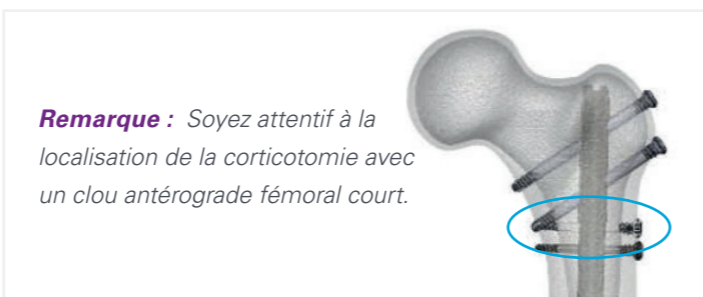 Remarque : Soyez attentif à la
localisation de la corticotomie avec
un clou antérograde fémoral court.